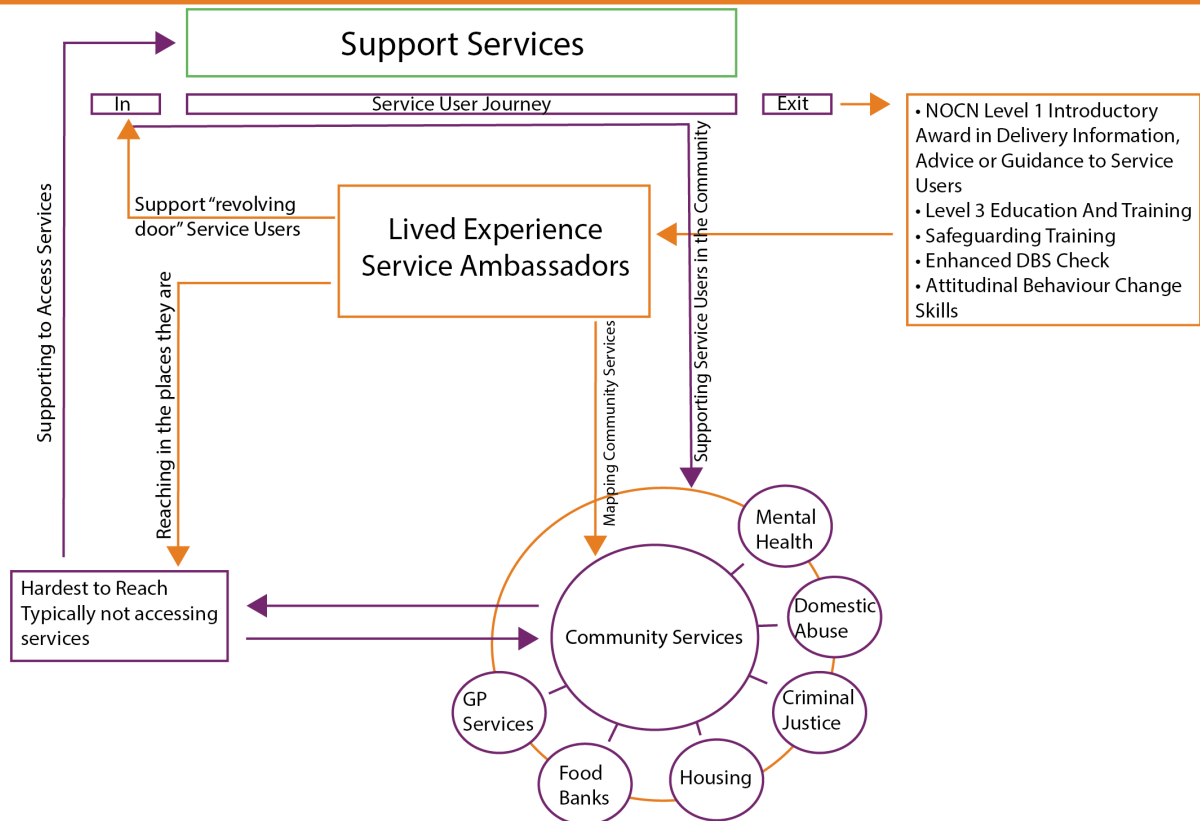 Support Services
In
Service User Journey
Exit
• NOCN Level 1 Introductory
Award in Delivery Information,
Advice or Guidance to Service
Users
• Level 3 Education And Training
• Safeguarding Training
• Enhanced DBS Check
• Attitudinal Behaviour Change
Skills
Support “revolving
door” Service Users
Lived Experience
Service Ambassadors
Supporting to Access Services
Reaching in the places they are
Mapping Community Services
Supporting Service Users in the Community
Hardest to Reach
Typically not accessing
services
Community Services
Mental
Health
Domestic
Abuse
Criminal
Justice
Housing
Food
Banks
GP
Services